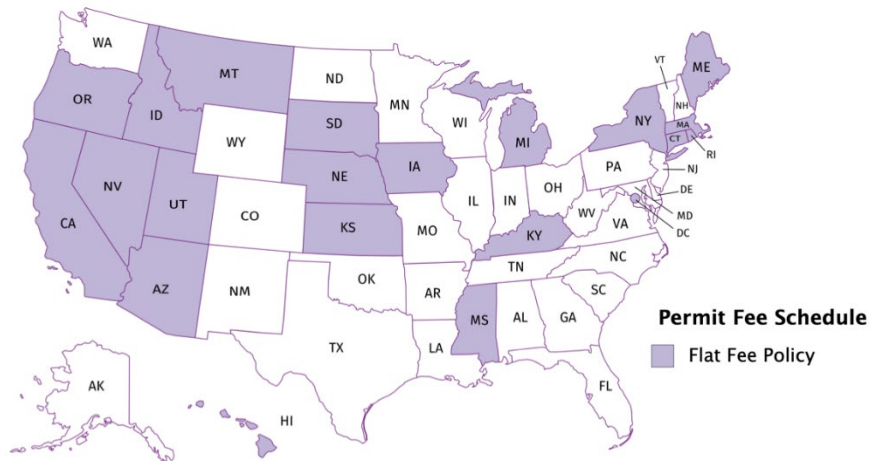 WA
MT
ND
MN
VT
ME
OR
ID
SD
WI
MI
NY
NH
MA
CT
RI
WY
IA
PA
NJ
NV
NE
IL
IN
OH
DE
UT
CO
WV
MD
CA
KS
MO
KY
VA
DC
AZ
NM
OK
AR
TN
NC
SC
MS
AL
GA
TX
LA
FL
AK
HI
Permit Fee Schedule
Flat Fee Policy